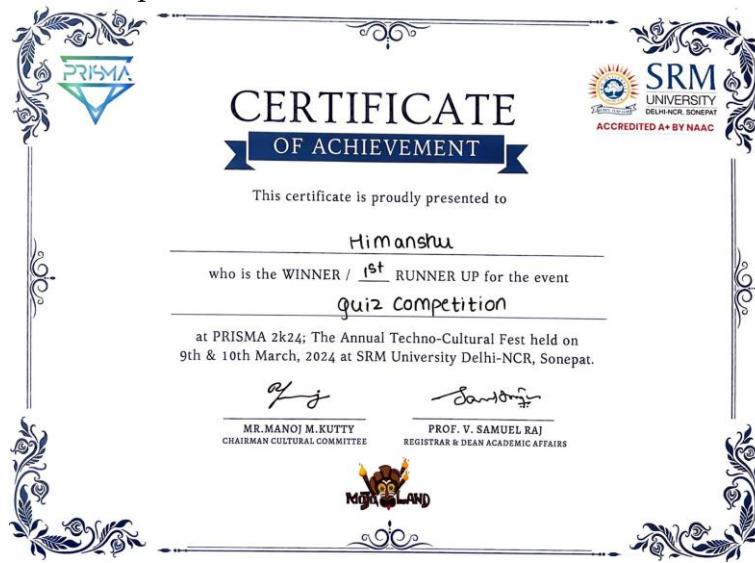 PRISMA
SRM
UNIVERSITY
DELHI-NCR, SONEPAT
ACCREDITED A+ BY NAAC
CERTIFICATE
OF ACHIEVEMENT
This certificate is proudly presented to
Himanshu
who is the WINNER / 1st RUNNER UP for the event
quiz competition
at PRISMA 2k24; The Annual Techno-Cultural Fest held on
9th & 10th March, 2024 at SRM University Delhi-NCR, Sonepat.
MR.MANOJ M.KUTTY
CHAIRMAN CULTURAL COMMITTEE
PROF. V. SAMUEL RAJ
REGISTRAR & DEAN ACADEMIC AFFAIRS
MOJO LAND